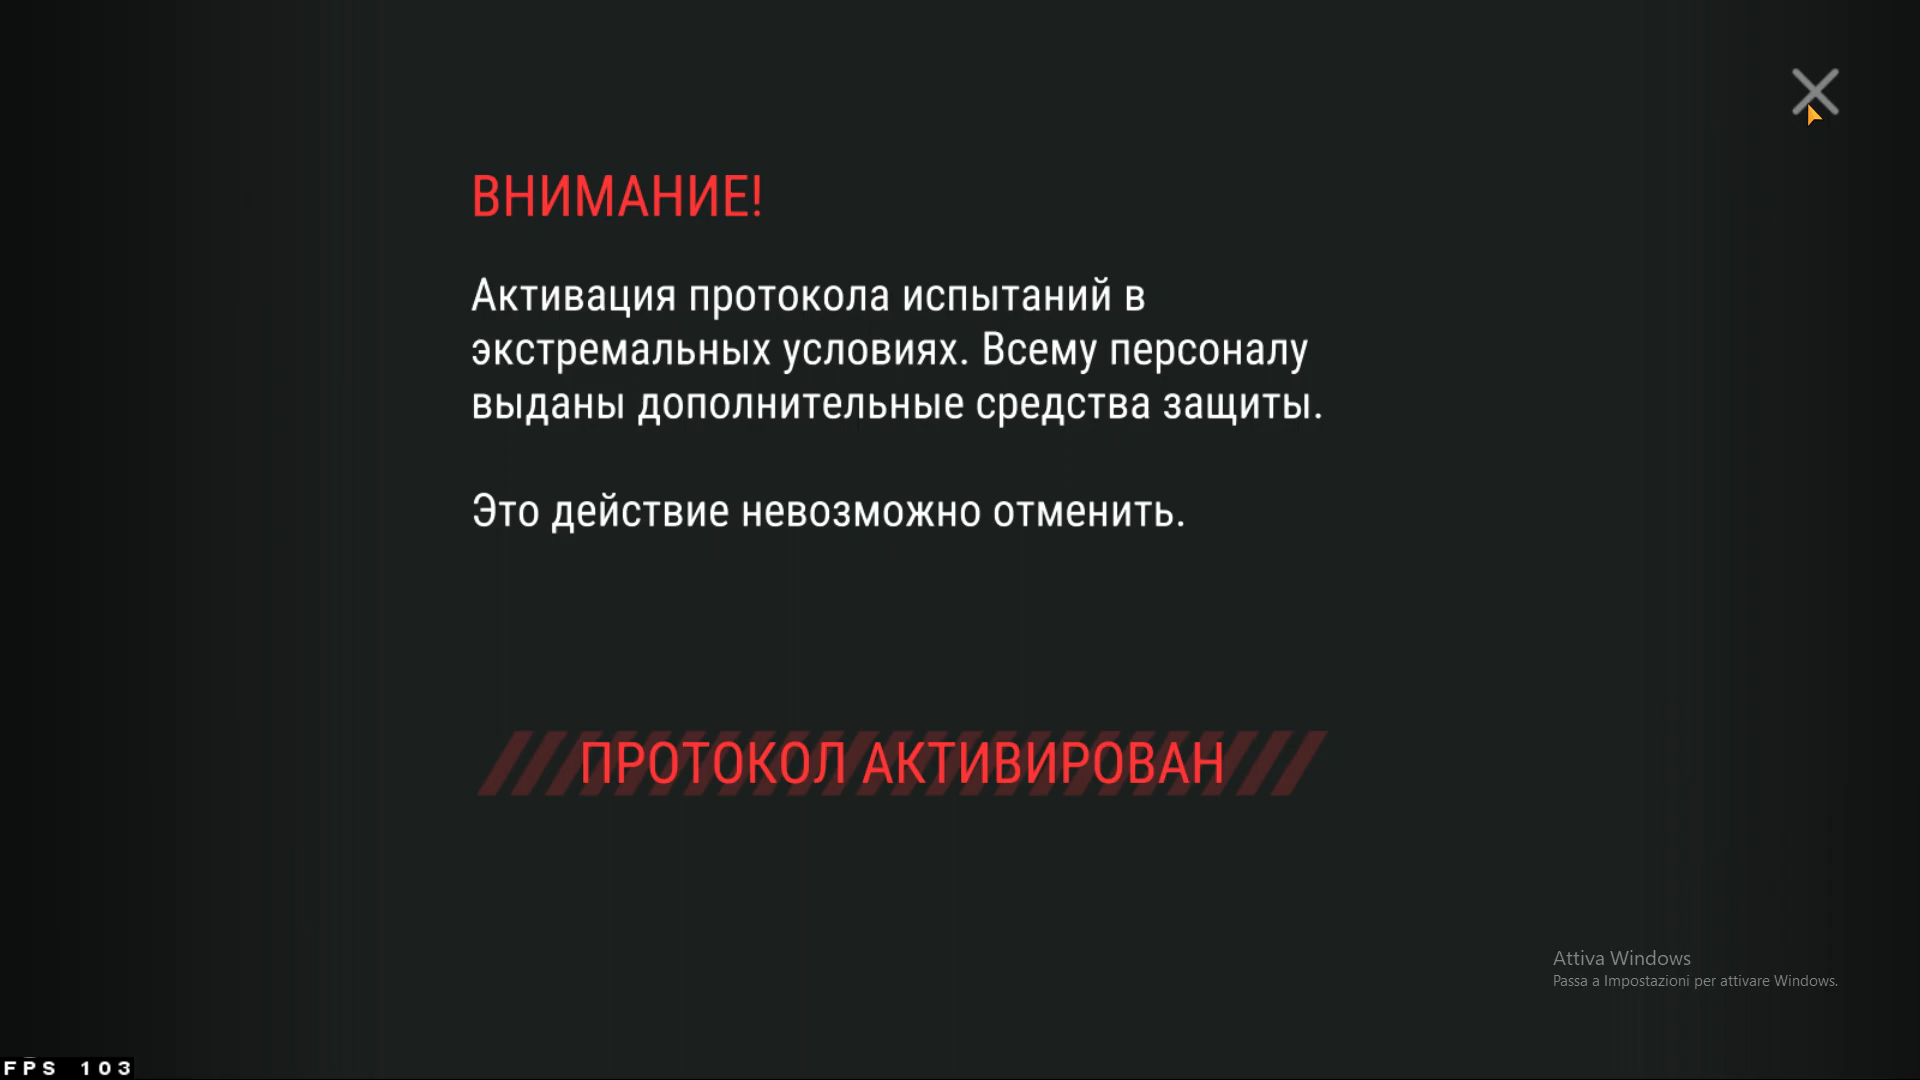 ВНИМАНИЕ!
Активация протокола испытаний в
экстремальных условиях. Всему персоналу
выданы дополнительные средства защиты.
Это действие невозможно отменить.
ПРОТОКОЛ АКТИВИРОВАН
Attiva Windows
Passa a Impostazioni per attivare Windows.
FPS 103